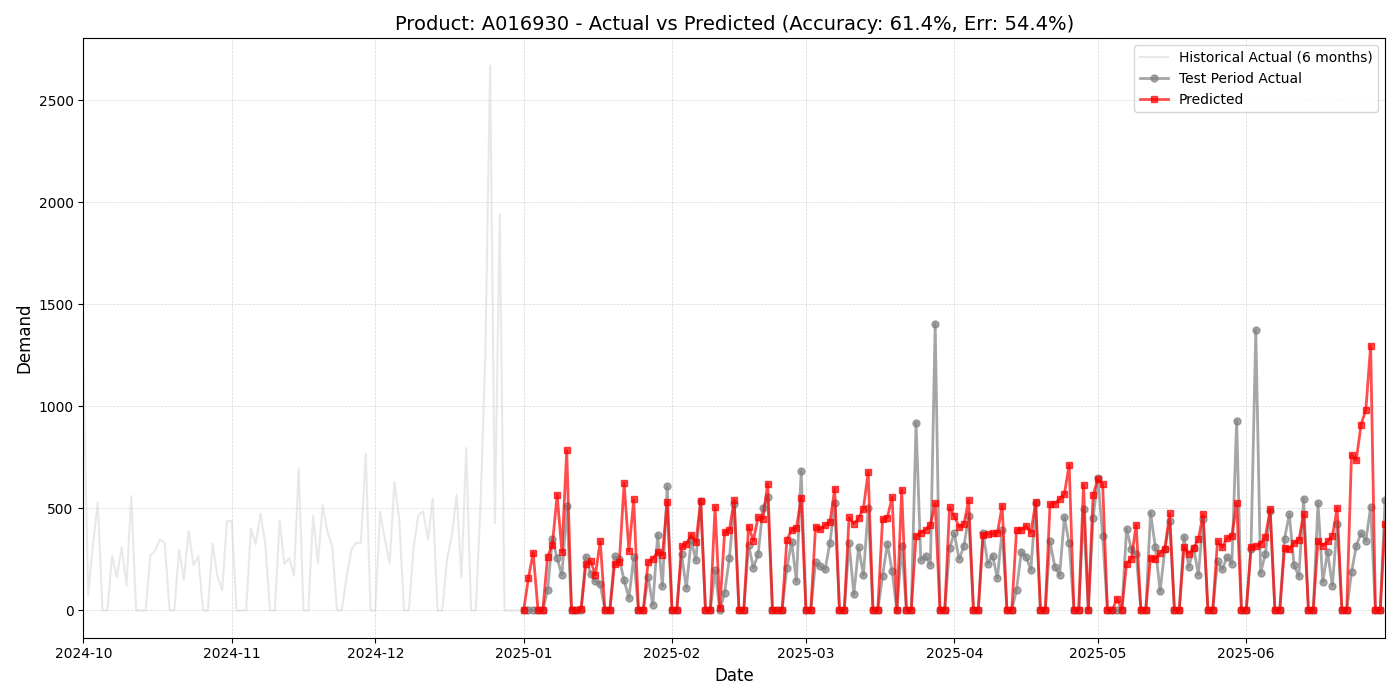 Product: A016930 - Actual vs Predicted (Accuracy: 61.4%, Err: 54.4%)
Historical Actual (6 months)
Test Period Actual
Predicted
Demand
2500
2000
1500
1000
500
0
2024-10 2024-11 2024-12 2025-01 2025-02 2025-03 2025-04 2025-05 2025-06
Date